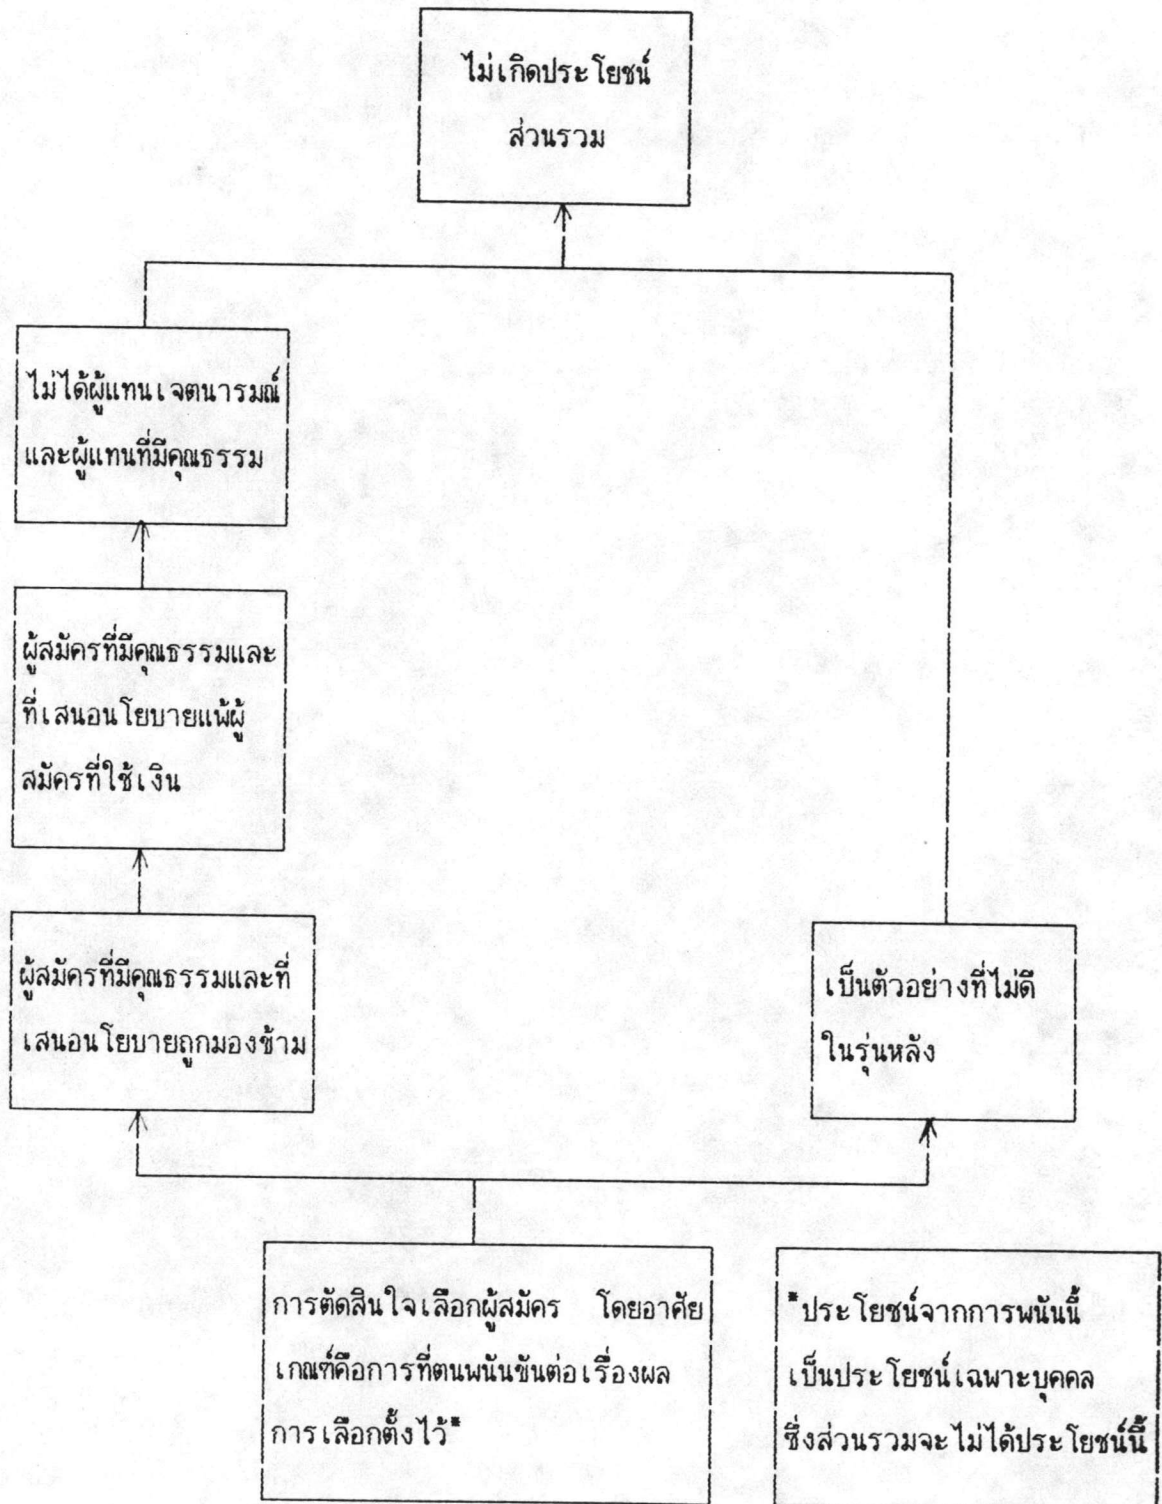 ไม่เกิดประโยชน์
ส่วนรวม
ไม่ได้ผู้แทนเจตนารมณ์
และผู้แทนที่มีคุณธรรม
ผู้สมัครที่มีคุณธรรมและ
ที่เสนอนโยบายแพ้ผู้
สมัครที่ใช้เงิน
ผู้สมัครที่มีคุณธรรมและที่
เสนอนโยบายถูกมองข้าม
เป็นตัวอย่างที่ไม่ดี
ในรุ่นหลัง
การตัดสินใจเลือกผู้สมัคร โดยอาศัย
เกณฑ์คือการที่ตนพนันขันต่อเรื่องผล
การเลือกตั้งไว้*
*ประโยชน์จากการพนันนี้
เป็นประโยชน์เฉพาะบุคคล
ซึ่งส่วนรวมจะไม่ได้ประโยชน์นี้